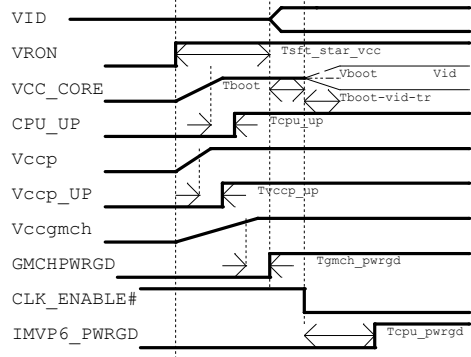 VID
VRON
Tsft_star_vcc
VCC_CORE
Tboot
Vboot
Vid
Tboot-vid-tr
CPU_UP
Tcpu_up
Vccp
Vccp_UP
Tvccp_up
Vccgmch
GMCHPWRGD
Tgmch_pwrgd
CLK_ENABLE#
IMVP6_PWRGD
Tcpu_pwrgd